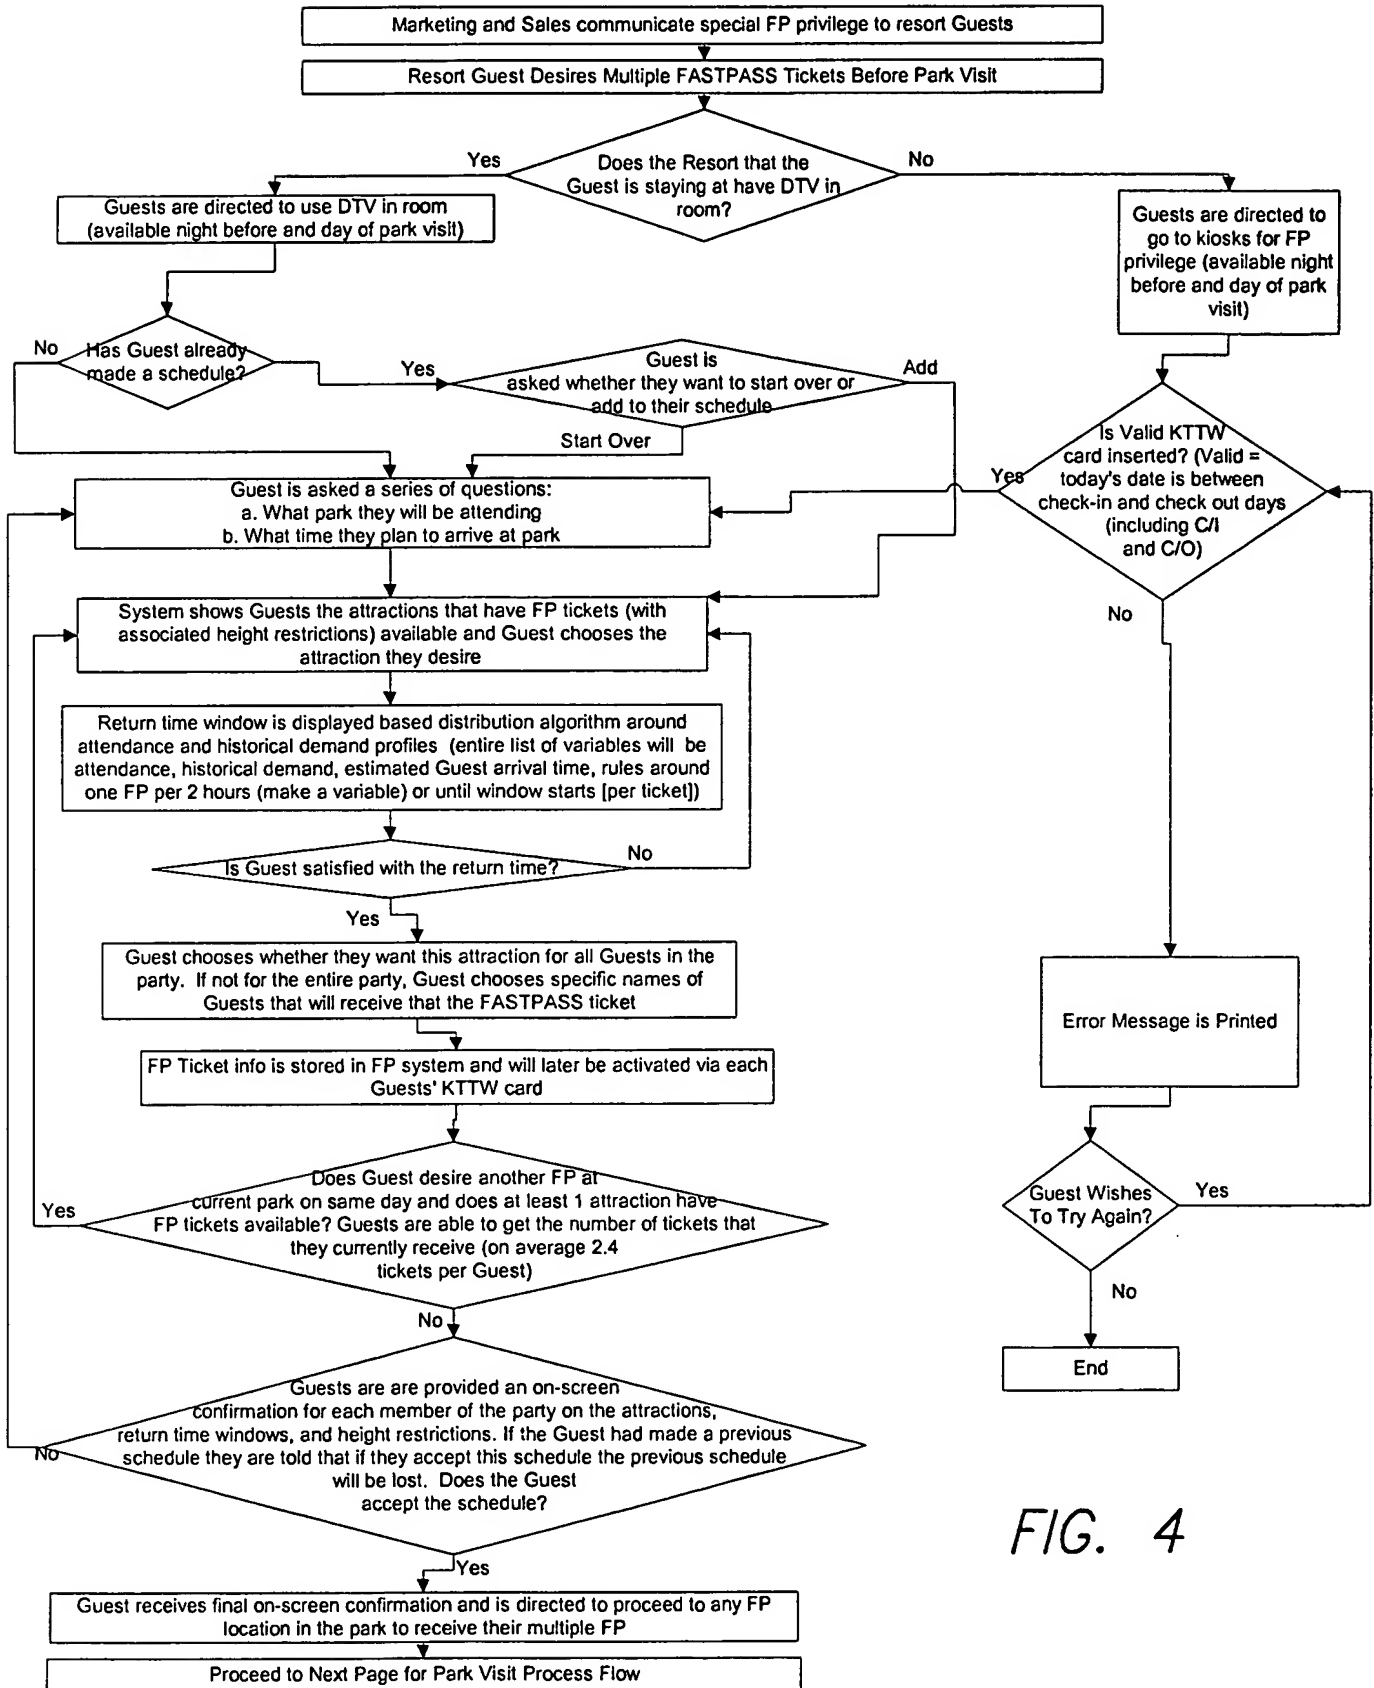 Marketing and Sales communicate special FP privilege to resort Guests
Resort Guest Desires Multiple FASTPASS Tickets Before Park Visit
Does the Resort that the
Guest is staying at have DTV in
room?
Yes
No
Guests are directed to use DTV in room
(available night before and day of park visit)
Guests are directed to
go to kiosks for FP
privilege (available night
before and day of park
visit)
Has Guest already
made a schedule?
No
Yes
Guest is
asked whether they want to start over or
add to their schedule
Add
Start Over
Is Valid KTTW
card inserted? (Valid =
today's date is between
check-in and check out days
(including C/I
and C/O)
Yes
No
Guest is asked a series of questions:
a. What park they will be attending
b. What time they plan to arrive at park
System shows Guests the attractions that have FP tickets (with
associated height restrictions) available and Guest chooses the
attraction they desire
Return time window is displayed based distribution algorithm around
attendance and historical demand profiles (entire list of variables will be
attendance, historical demand, estimated Guest arrival time, rules around
one FP per 2 hours (make a variable) or until window starts [per ticket])
Is Guest satisfied with the return time?
No
Yes
Guest chooses whether they want this attraction for all Guests in the
party. If not for the entire party, Guest chooses specific names of
Guests that will receive that the FASTPASS ticket
FP Ticket info is stored in FP system and will later be activated via each
Guests' KTTW card
Error Message is Printed
Does Guest desire another FP at
current park on same day and does at least 1 attraction have
FP tickets available? Guests are able to get the number of tickets that
they currently receive (on average 2.4
tickets per Guest)
Yes
No
Guest Wishes
To Try Again?
Yes
No
End
Guests are are provided an on-screen
confirmation for each member of the party on the attractions,
return time windows, and height restrictions. If the Guest had made a previous
schedule they are told that if they accept this schedule the previous schedule
will be lost. Does the Guest
accept the schedule?
No
Yes
Guest receives final on-screen confirmation and is directed to proceed to any FP
location in the park to receive their multiple FP
Proceed to Next Page for Park Visit Process Flow
FIG. 4